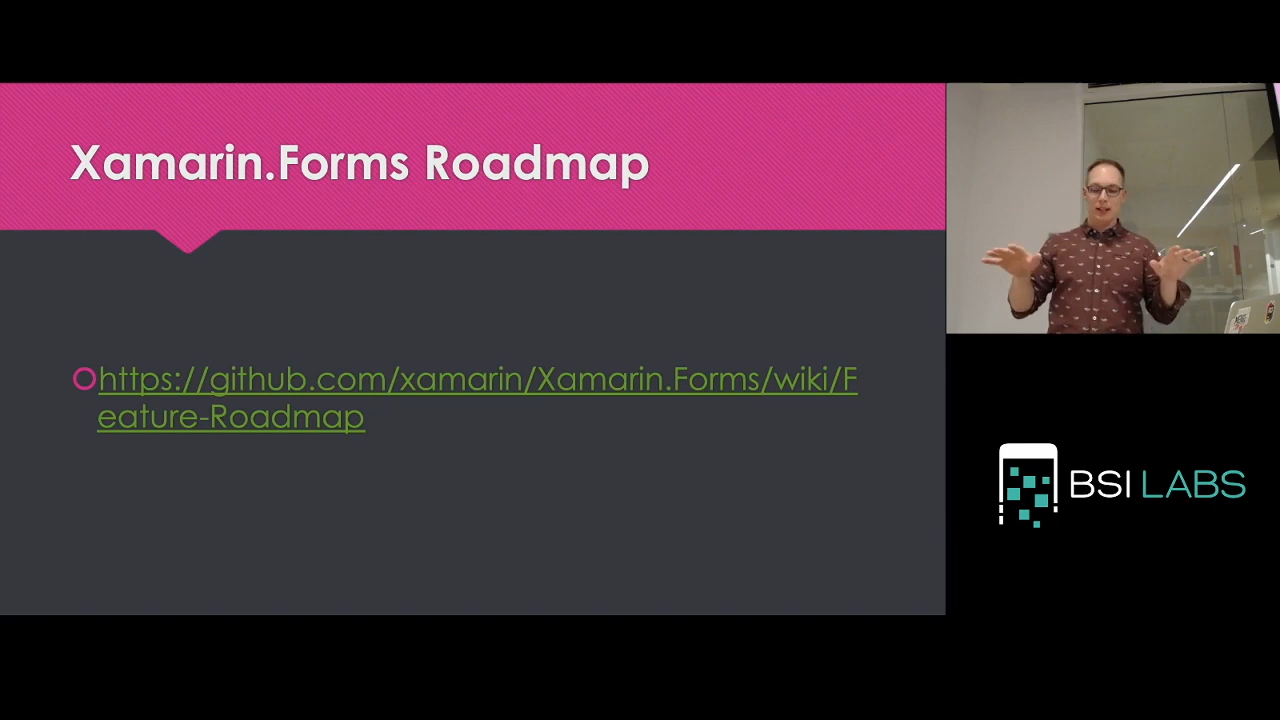 Xamarin.Forms Roadmap
https://github.com/xamarin/Xamarin.Forms/wiki/F
eature-Roadmap
BSI LABS